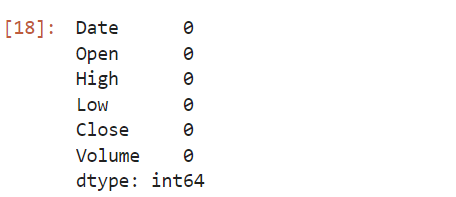 [18]: Date 0
Open 0
High 0
Low 0
Close 0
Volume 0
dtype: int64